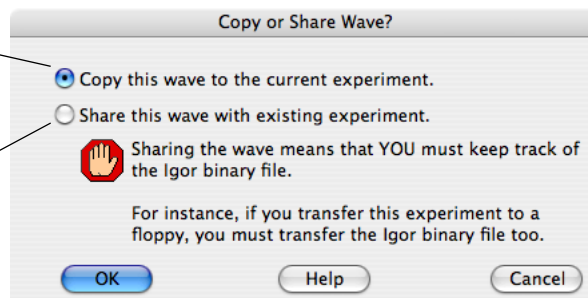 Copy or Share Wave?
Copy this wave to the current experiment.
Share this wave with existing experiment.
Sharing the wave means that YOU must keep track of
the Igor binary file.
For instance, if you transfer this experiment to a
floppy, you must transfer the Igor binary file too.
OK Help Cancel